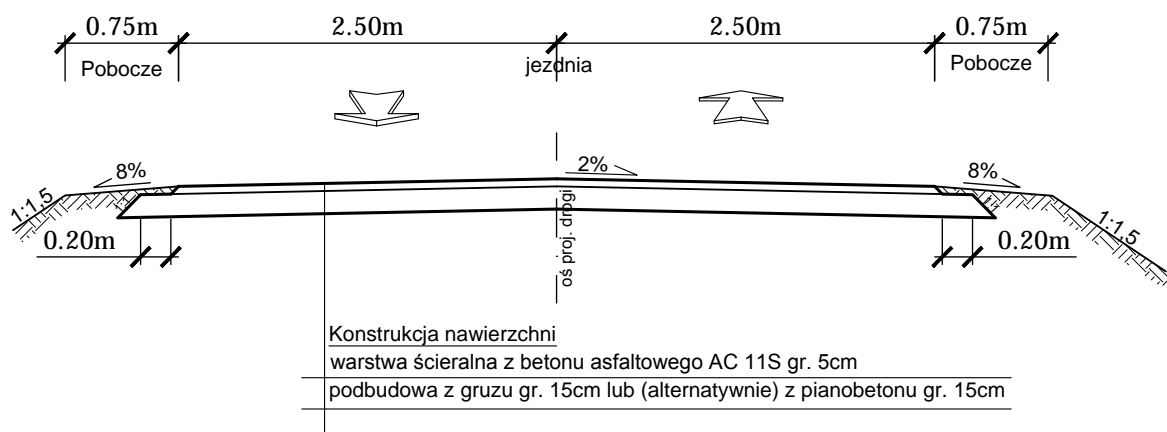 0.75m 2.50m 2.50m 0.75m
Pobocze jezdnia Pobocze
8% 2% 8%
1:1,5 1:1,5
0.20m 0.20m
oś proj. drogi
Konstrukcja nawierzchni
warstwa ścieralna z betonu asfaltowego AC 11S gr. 5cm
podbudowa z gruzu gr. 15cm lub (alternatywnie) z pianobetonu gr. 15cm